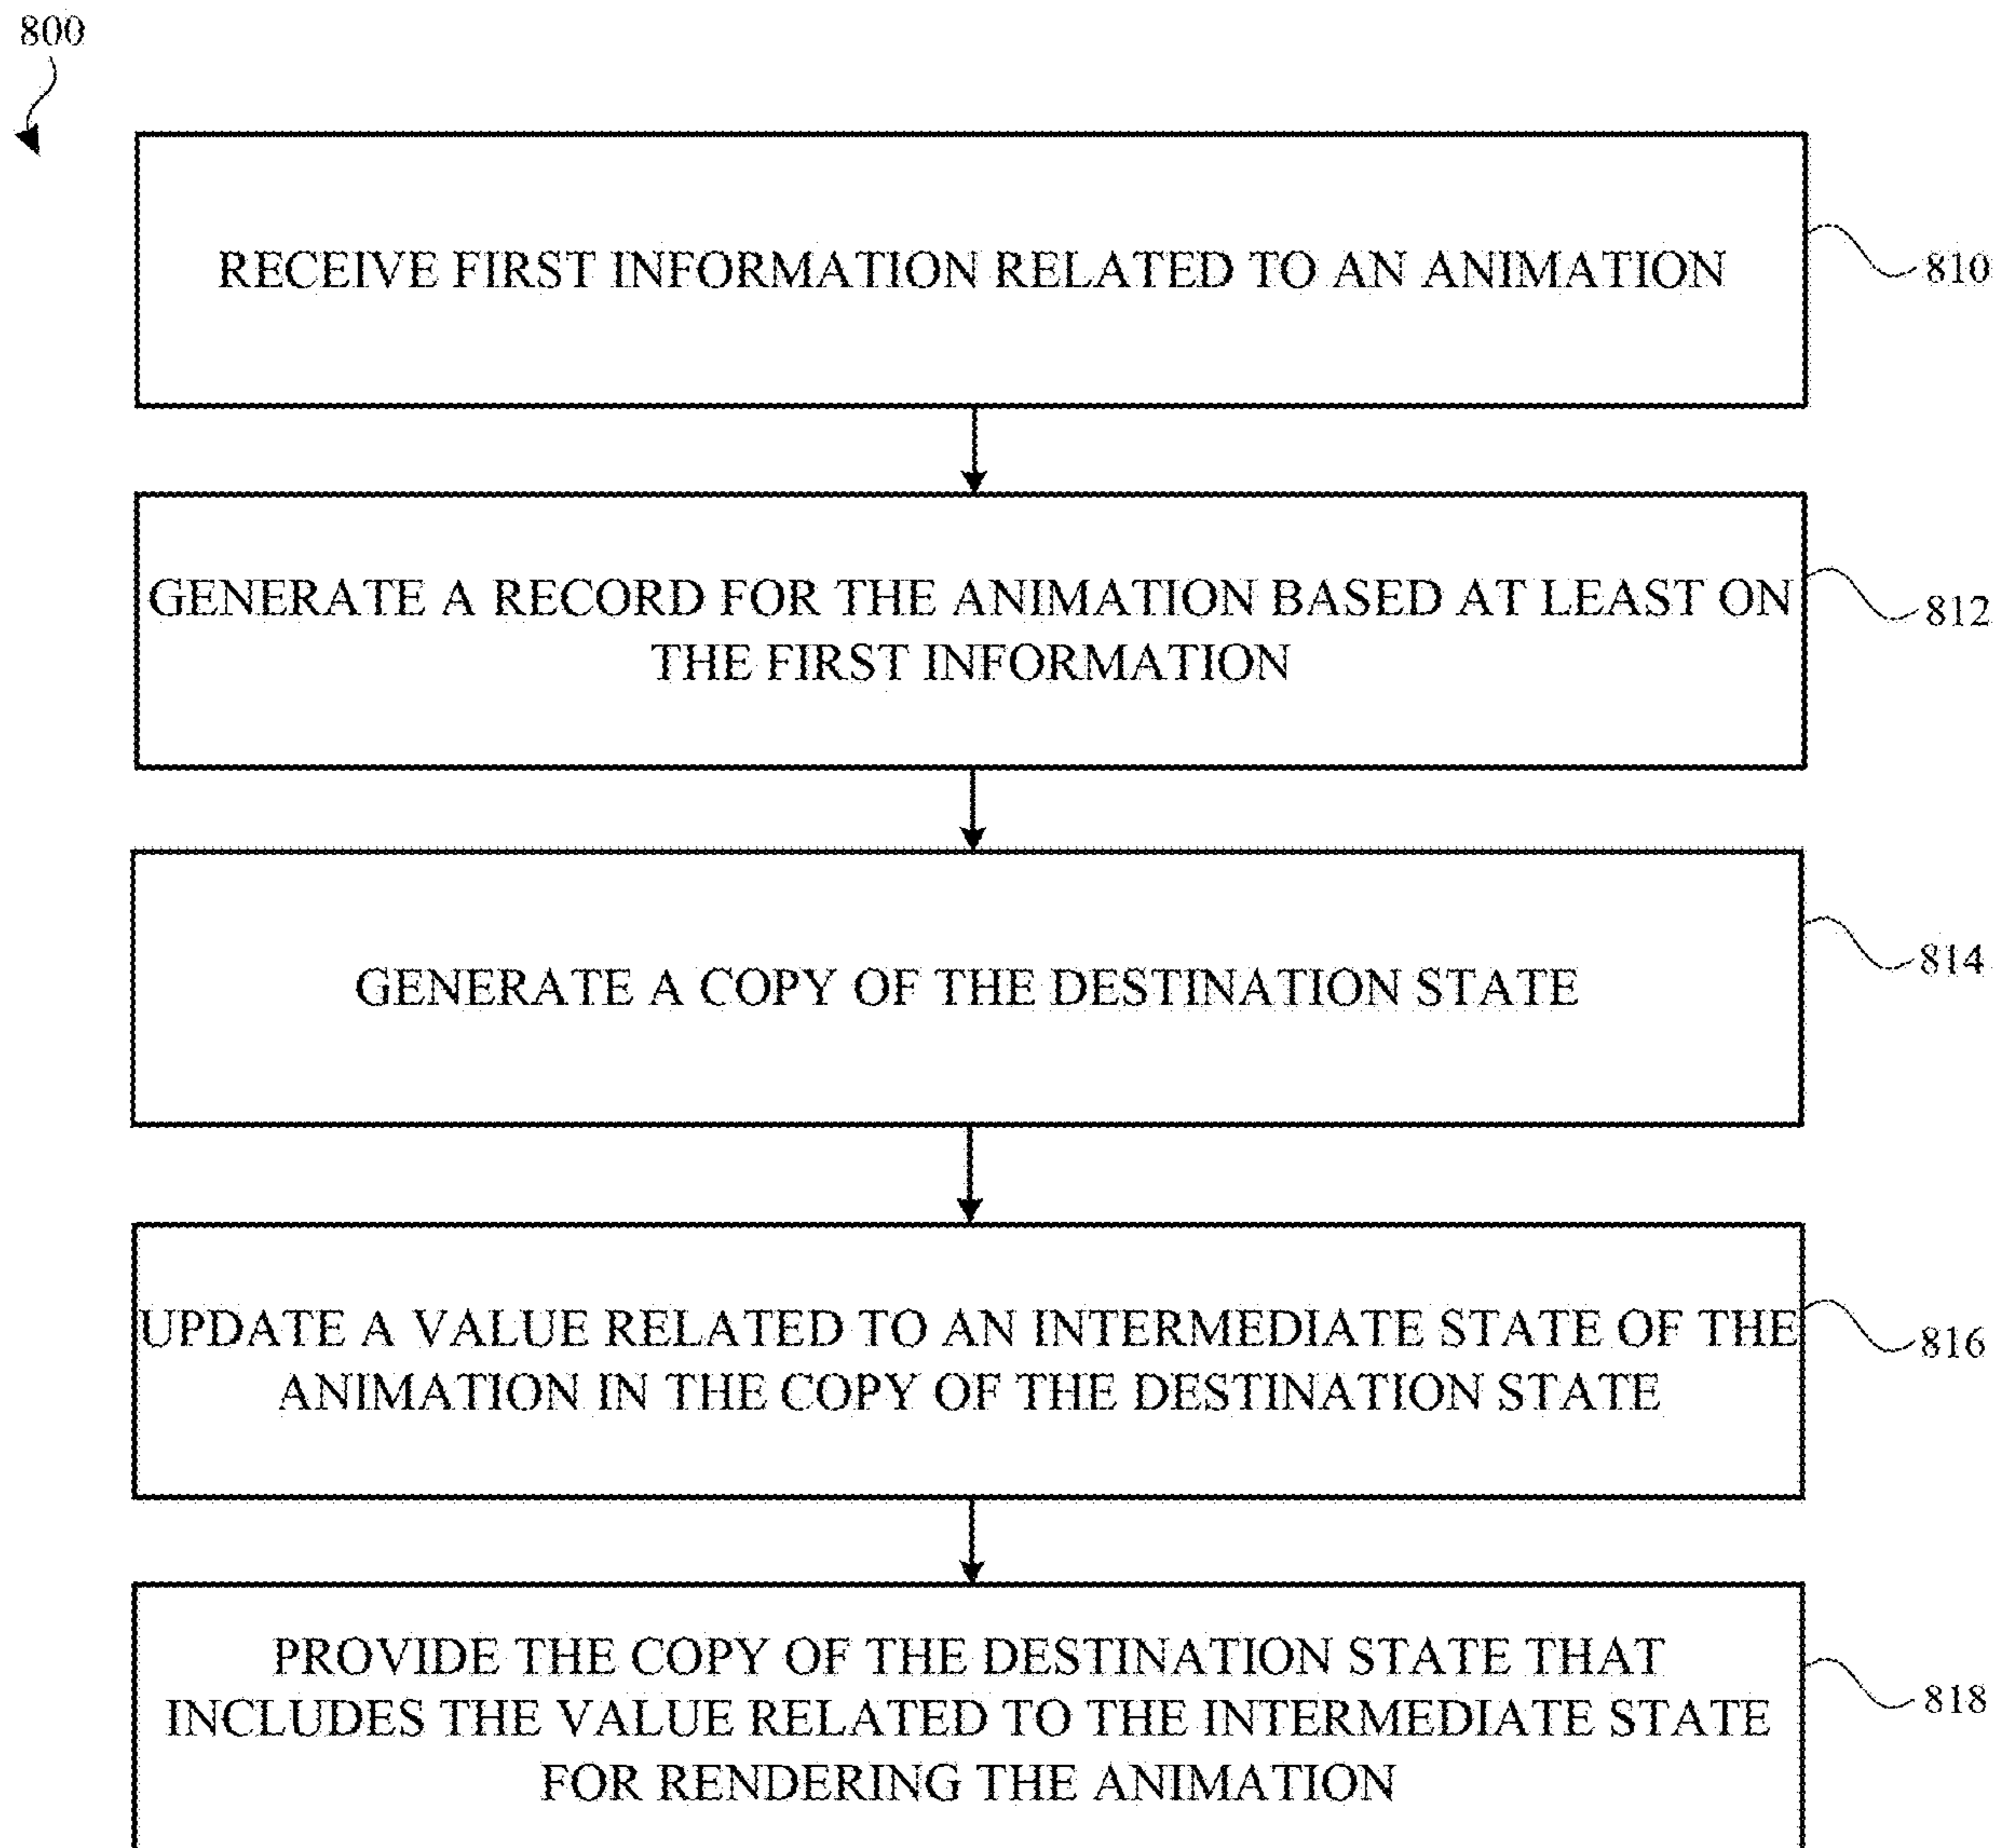 800
RECEIVE FIRST INFORMATION RELATED TO AN ANIMATION
810
GENERATE A RECORD FOR THE ANIMATION BASED AT LEAST ON
THE FIRST INFORMATION
812
GENERATE A COPY OF THE DESTINATION STATE
814
UPDATE A VALUE RELATED TO AN INTERMEDIATE STATE OF THE
ANIMATION IN THE COPY OF THE DESTINATION STATE
816
PROVIDE THE COPY OF THE DESTINATION STATE THAT
INCLUDES THE VALUE RELATED TO THE INTERMEDIATE STATE
FOR RENDERING THE ANIMATION
818